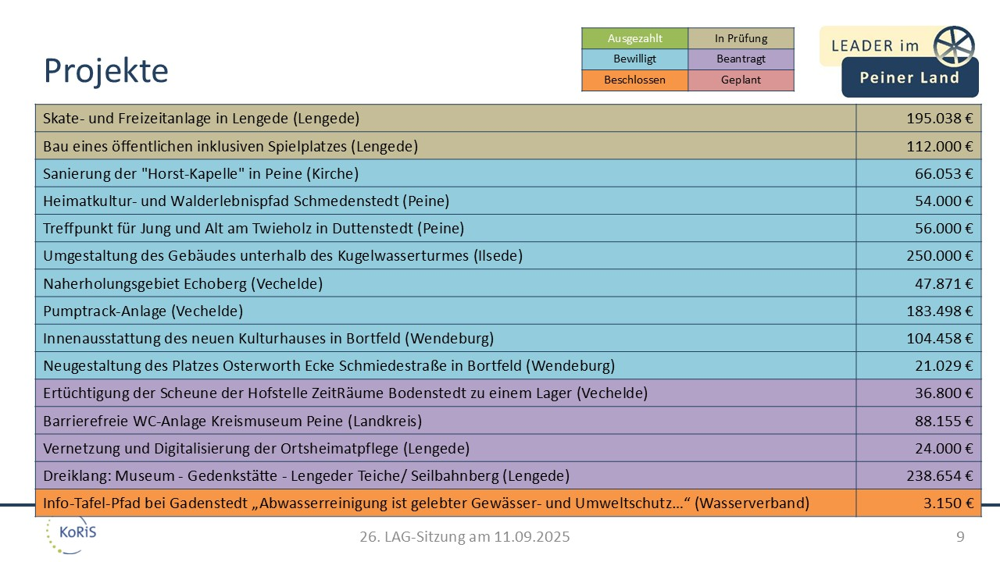 Projekte
Ausgezahlt In Prüfung
Bewilligt Beantragt
Beschlossen Geplant
LEADER im
Peiner Land
Skate- und Freizeitanlage in Lengede (Lengede) 195.038 €
Bau eines öffentlichen inklusiven Spielplatzes (Lengede) 112.000 €
Sanierung der "Horst-Kapelle" in Peine (Kirche) 66.053 €
Heimatkultur- und Walderlebnispfad Schmedenstedt (Peine) 54.000 €
Treffpunkt für Jung und Alt am Twieholz in Duttenstedt (Peine) 56.000 €
Umgestaltung des Gebäudes unterhalb des Kugelwasserturmes (Ilsede) 250.000 €
Naherholungsgebiet Echoberg (Vechelde) 47.871 €
Pumptrack-Anlage (Vechelde) 183.498 €
Innenausstattung des neuen Kulturhauses in Bortfeld (Wendeburg) 104.458 €
Neugestaltung des Platzes Osterworth Ecke Schmiedestraße in Bortfeld (Wendeburg) 21.029 €
Ertüchtigung der Scheune der Hofstelle ZeitRäume Bodenstedt zu einem Lager (Vechelde) 36.800 €
Barrierefreie WC-Anlage Kreismuseum Peine (Landkreis) 88.155 €
Vernetzung und Digitalisierung der Ortsheimatpflege (Lengede) 24.000 €
Dreiklang: Museum - Gedenkstätte - Lengeder Teiche/ Seilbahnberg (Lengede) 238.654 €
Info-Tafel-Pfad bei Gadenstedt „Abwasserreinigung ist gelebter Gewässer- und Umweltschutz…“ (Wasserverband) 3.150 €
KoRiS
26. LAG-Sitzung am 11.09.2025
9